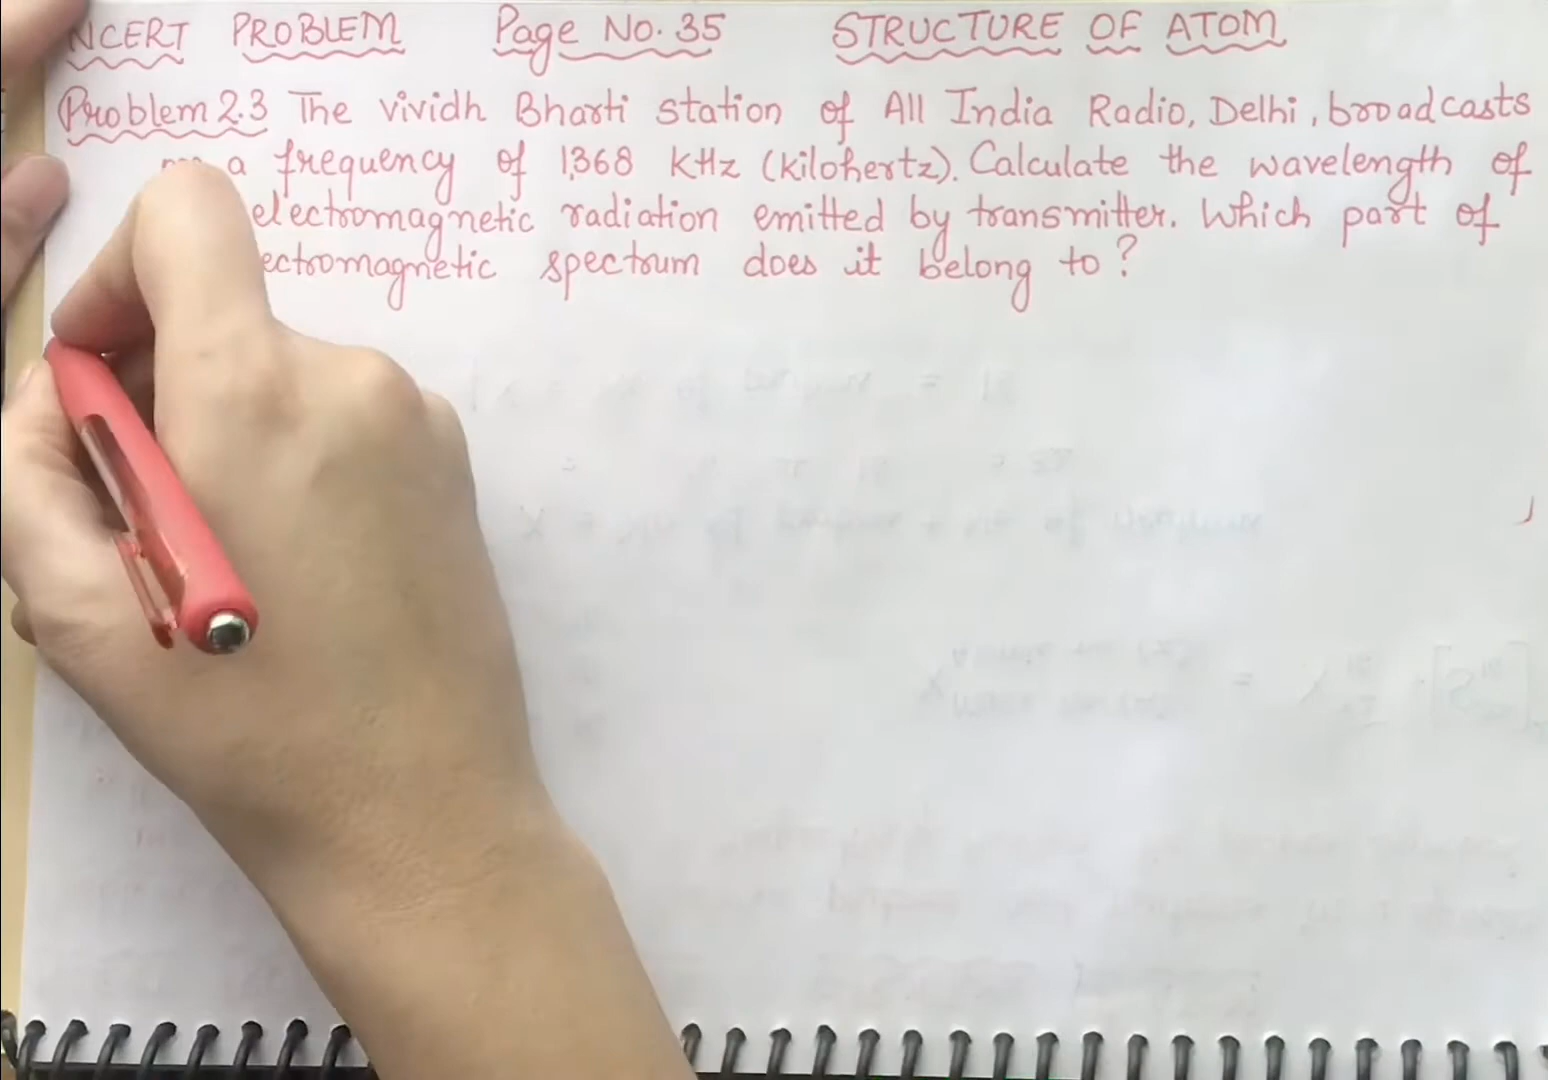 NCERT PROBLEM Page No. 35 STRUCTURE OF ATOM
Problem 2.3 The Vividh Bharti station of All India Radio, Delhi, broadcasts
a frequency of 1,368 kHz (kilohertz). Calculate the wavelength of
electromagnetic radiation emitted by transmitter. Which part of
ectromagnetic spectrum does it belong to?